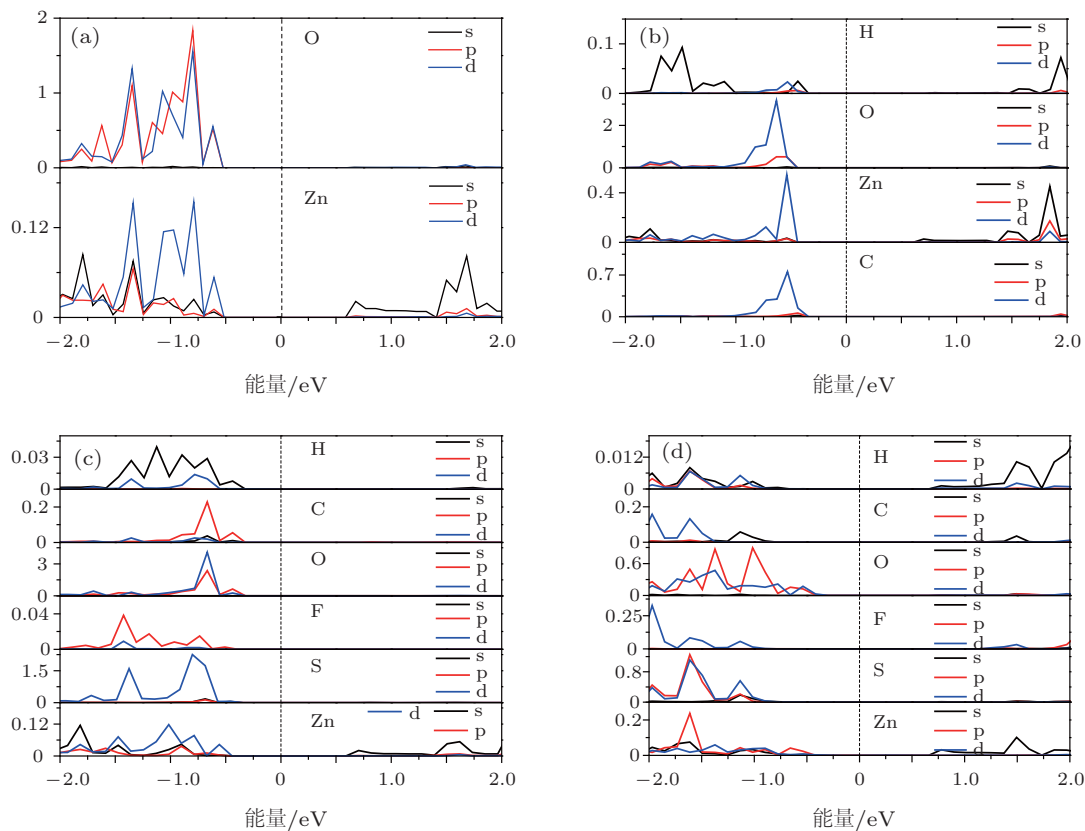 (a)
O
s
p
d
2
1
0
Zn
s
p
d
0.12
0
−2.0
−1.0
0
1.0
2.0
能量/eV
(b)
H
s
p
d
0.1
0
O
s
p
d
2
0
Zn
s
p
d
0.4
0
C
s
p
d
0.7
0
−2.0
−1.0
0
1.0
2.0
能量/eV
(c)
H
s
p
d
0.03
0
C
s
p
d
0.2
0
O
s
p
d
3
0
F
s
p
d
0.04
0
S
s
p
d
1.5
0
Zn
d
s
p
0.12
0
−2.0
−1.0
0
1.0
2.0
能量/eV
(d)
H
s
p
d
0.012
0
C
s
p
d
0.2
0
O
s
p
d
0.6
0
F
s
p
d
0.25
0
S
s
p
d
0.8
0
Zn
s
p
d
0.2
0
−2.0
−1.0
0
1.0
2.0
能量/eV